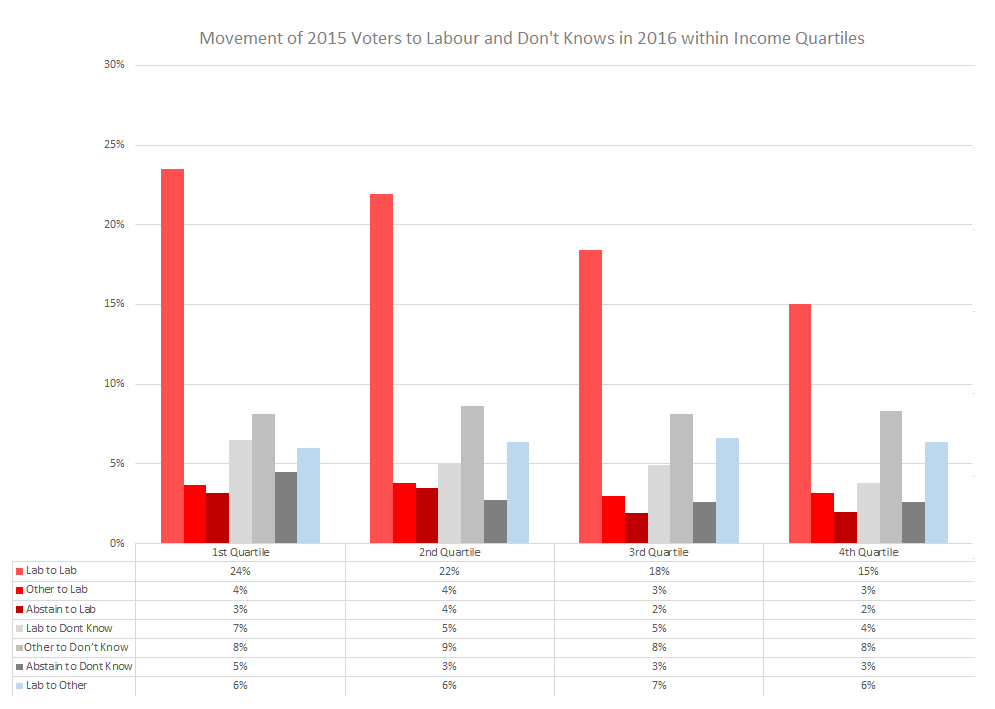 Movement of 2015 Voters to Labour and Don't Knows in 2016 within Income Quartiles
30%
25%
20%
15%
10%
5%
0%
1st Quartile 2nd Quartile 3rd Quartile 4th Quartile
Lab to Lab 24% 22% 18% 15%
Other to Lab 4% 4% 3% 3%
Abstain to Lab 3% 4% 2% 2%
Lab to Dont Know 7% 5% 5% 4%
Other to Don’t Know 8% 9% 8% 8%
Abstain to Dont Know 5% 3% 3% 3%
Lab to Other 6% 6% 7% 6%